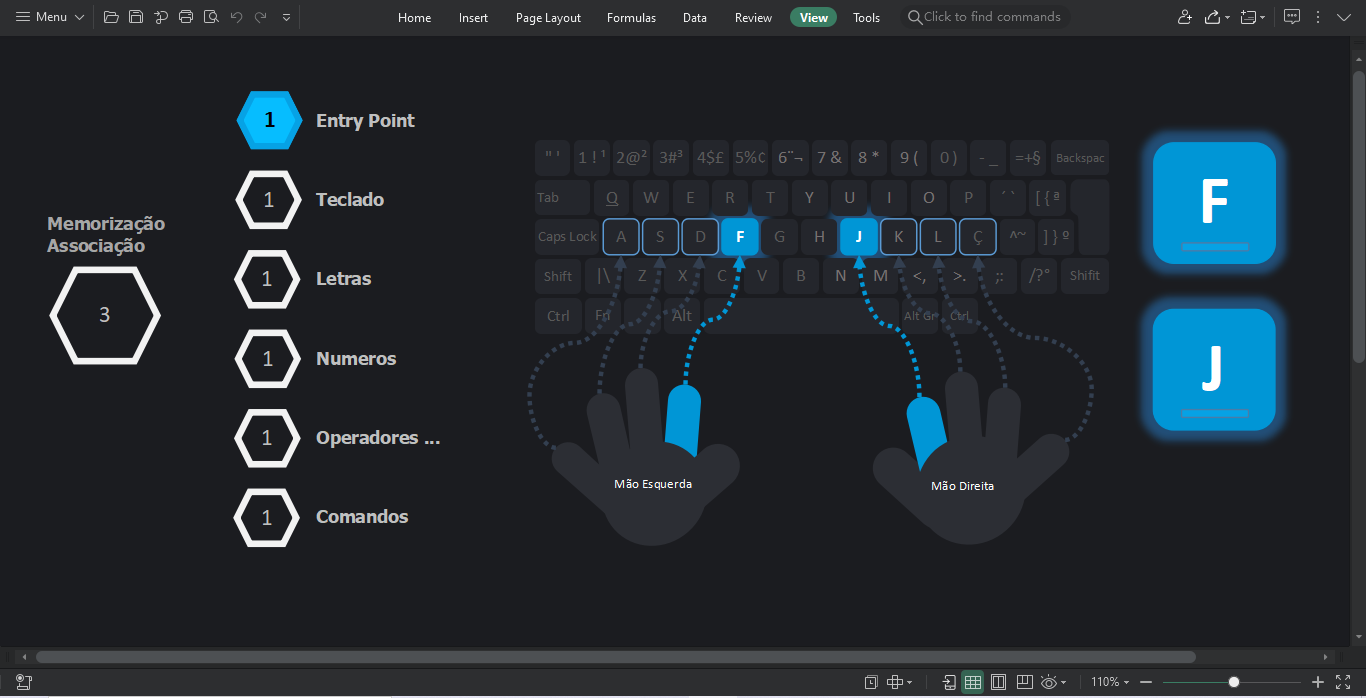 Menu
Home Insert Page Layout Formulas Data Review View Tools Click to find commands
Memorização
Associação
3
1 Entry Point
1 Teclado
1 Letras
1 Numeros
1 Operadores ...
1 Comandos
" ' 1 ! ¹ 2@² 3#³ 4$£ 5%¢ 6¨¬ 7 & 8 * 9 ( 0 ) - _ =+§ Backspac
Tab Q W E R T Y U I O P ´ ` [ { ª
Caps Lock A S D F G H J K L Ç ^~ ] } º
Shift |\ Z X C V B N M <, >. ;: /?° Shifit
Ctrl Fn Alt Alt Gr Ctrl
Mão Esquerda
Mão Direita
F
J
110%